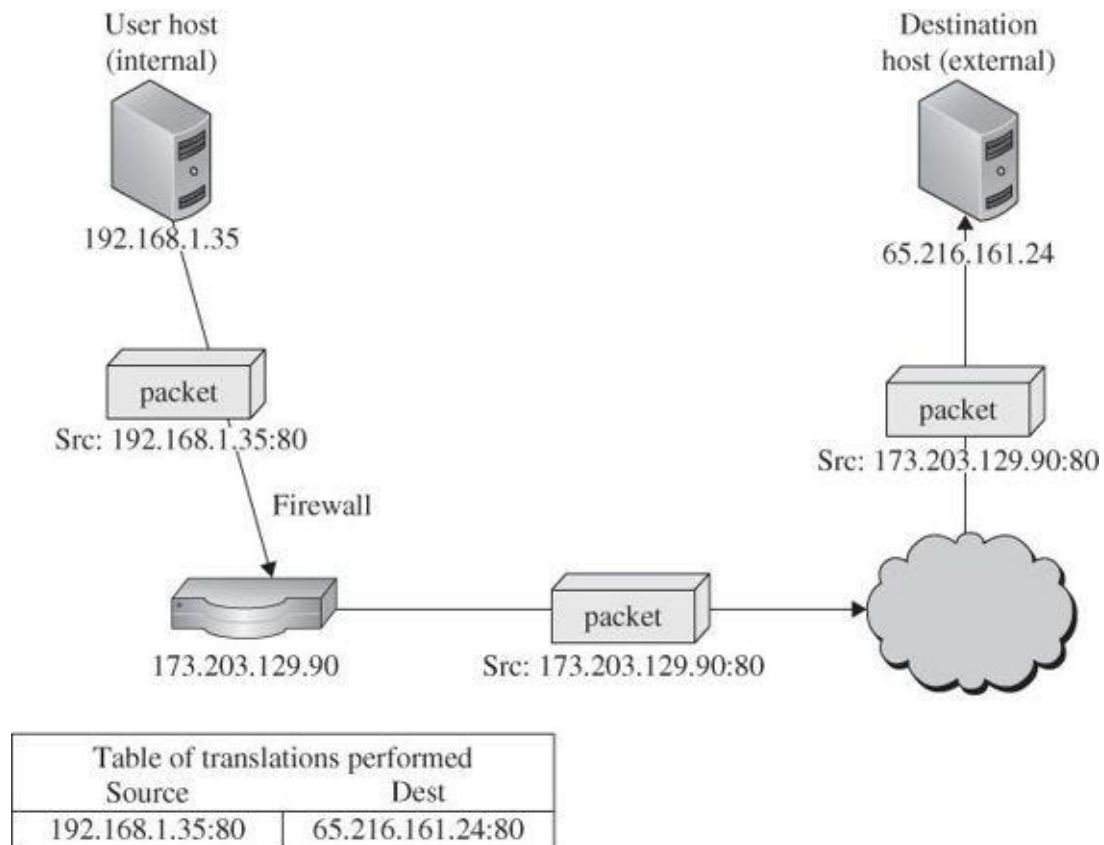 User host
(internal)
192.168.1.35
packet
Src: 192.168.1.35:80
Firewall
173.203.129.90
packet
Src: 173.203.129.90:80
Destination
host (external)
65.216.161.24
packet
Src: 173.203.129.90:80
Table of translations performed
Source Dest
192.168.1.35:80 65.216.161.24:80